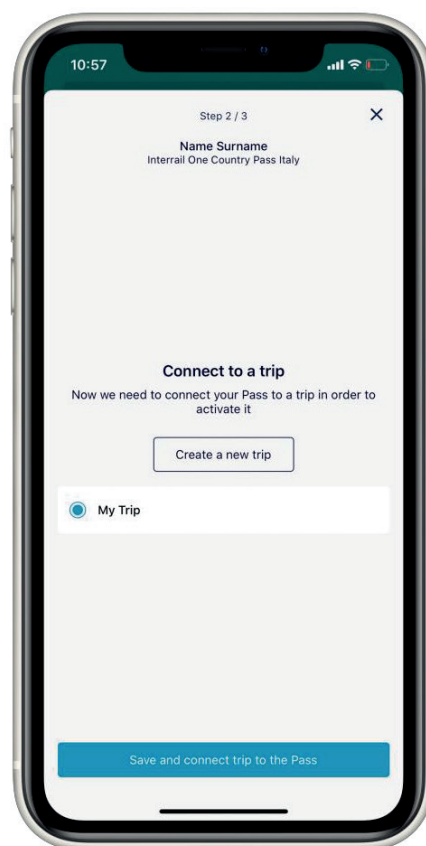 10:57
Step 2 / 3
Name Surname
Interrail One Country Pass Italy
Connect to a trip
Now we need to connect your Pass to a trip in order to
activate it
Create a new trip
My Trip
Save and connect trip to the Pass